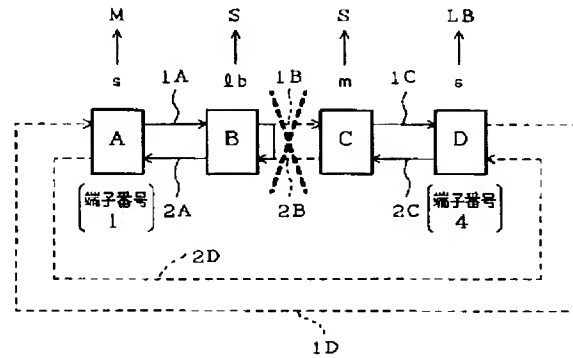 M S S LB
s lb 1B m 1C s
1A
A B C D
2A 2B 2C
[端子番号 1] [端子番号 4]
2D
1D